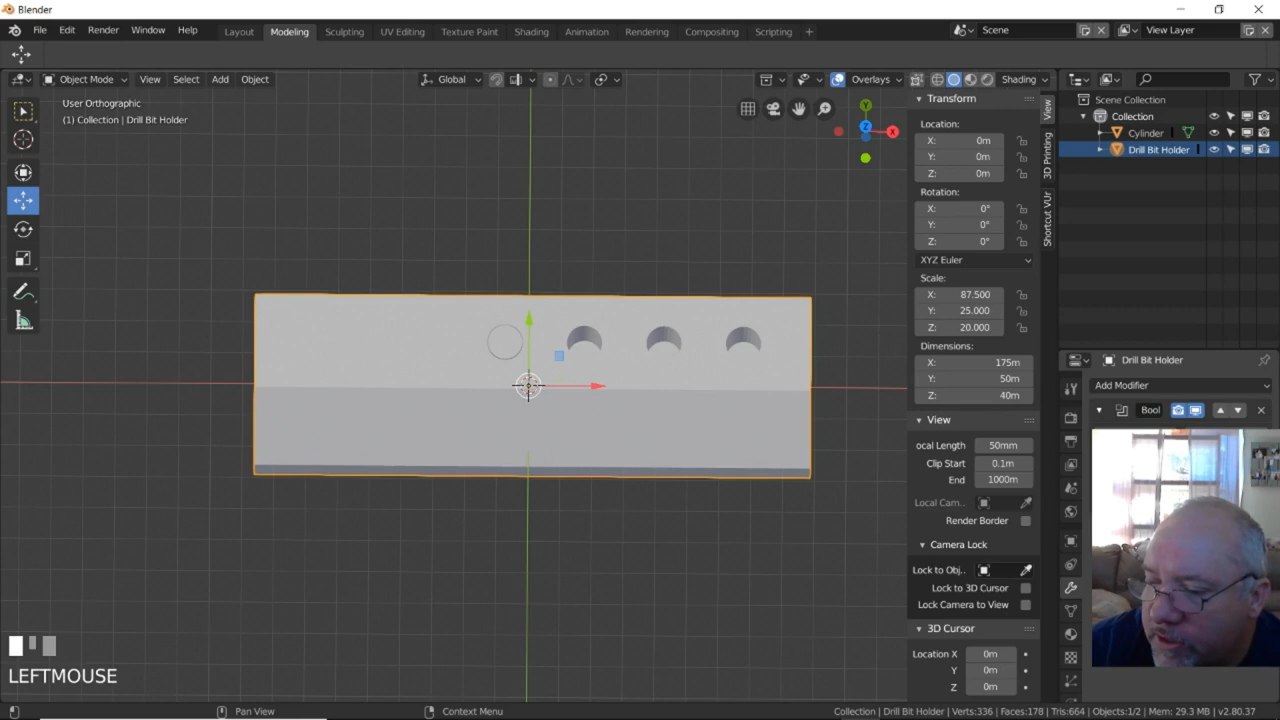 Blender
File Edit Render Window Help
Layout Modeling Sculpting UV Editing Texture Paint Shading Animation Rendering Compositing Scripting +
Scene
View Layer
Object Mode View Select Add Object
Global
Overlays
Shading
User Orthographic
(1) Collection | Drill Bit Holder
Y
Z
X
Transform
Location:
X: 0m
Y: 0m
Z: 0m
Rotation:
X: 0°
Y: 0°
Z: 0°
XYZ Euler
Scale:
X: 87.500
Y: 25.000
Z: 20.000
Dimensions:
X: 175m
Y: 50m
Z: 40m
View
ocal Length 50mm
Clip Start 0.1m
End 1000m
Local Cam..
Render Border
Camera Lock
Lock to Obj..
Lock to 3D Cursor
Lock Camera to View
3D Cursor
Location X 0m
Y 0m
Z 0m
View
3D Printing
Shortcut VUr
Scene Collection
Collection
Cylinder
Drill Bit Holder
Drill Bit Holder
Add Modifier
Bool
LEFTMOUSE
Pan View
Context Menu
Collection | Drill Bit Holder | Verts:336 | Faces:178 | Tris:664 | Objects:1/2 | Mem: 29.3 MB | v2.80.37